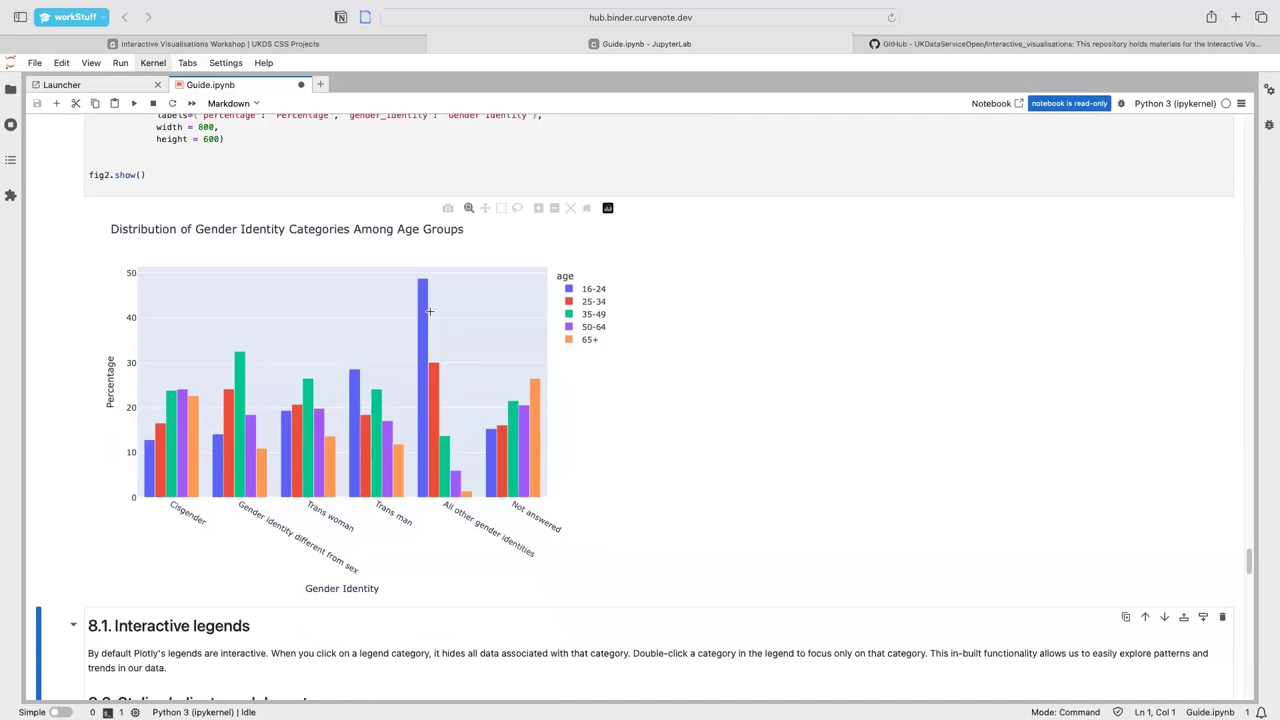 workStuff
hub.binder.curvenote.dev
Interactive Visualisations Workshop | UKDS CSS Projects
Guide.ipynb - JupyterLab
GitHub - UKDataServiceOpen/Interactive_visualisations: This repository holds materials for the Interactive Vis...
File Edit View Run Kernel Tabs Settings Help
Launcher
Guide.ipynb
Markdown
Notebook
notebook is read-only
Python 3 (ipykernel)
labels={'percentage': 'Percentage', 'gender_identity': 'Gender Identity'},
width = 800,
height = 600)
fig2.show()
Distribution of Gender Identity Categories Among Age Groups
age
16-24
25-34
35-49
50-64
65+
50
40
30
20
10
0
Percentage
Cisgender
Gender identity different from sex
Trans woman
Trans man
All other gender identities
Not answered
Gender Identity
8.1. Interactive legends
By default Plotly's legends are interactive. When you click on a legend category, it hides all data associated with that category. Double-click a category in the legend to focus only on that category. This in-built functionality allows us to easily explore patterns and
trends in our data.
Simple
0
1
Python 3 (ipykernel) | Idle
Mode: Command
Ln 1, Col 1
Guide.ipynb
1